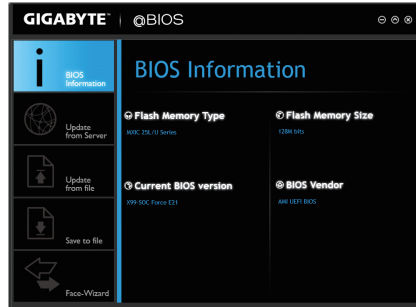 GIGABYTE™ @BIOS
BIOS
Information
BIOS Information
Update
from Server
Flash Memory Type
MXIC 25L/U Series
Flash Memory Size
128M bits
Update
from file
Current BIOS version
X99-SOC Force E21
BIOS Vendor
AMI UEFI BIOS
Save to file
Face-Wizard